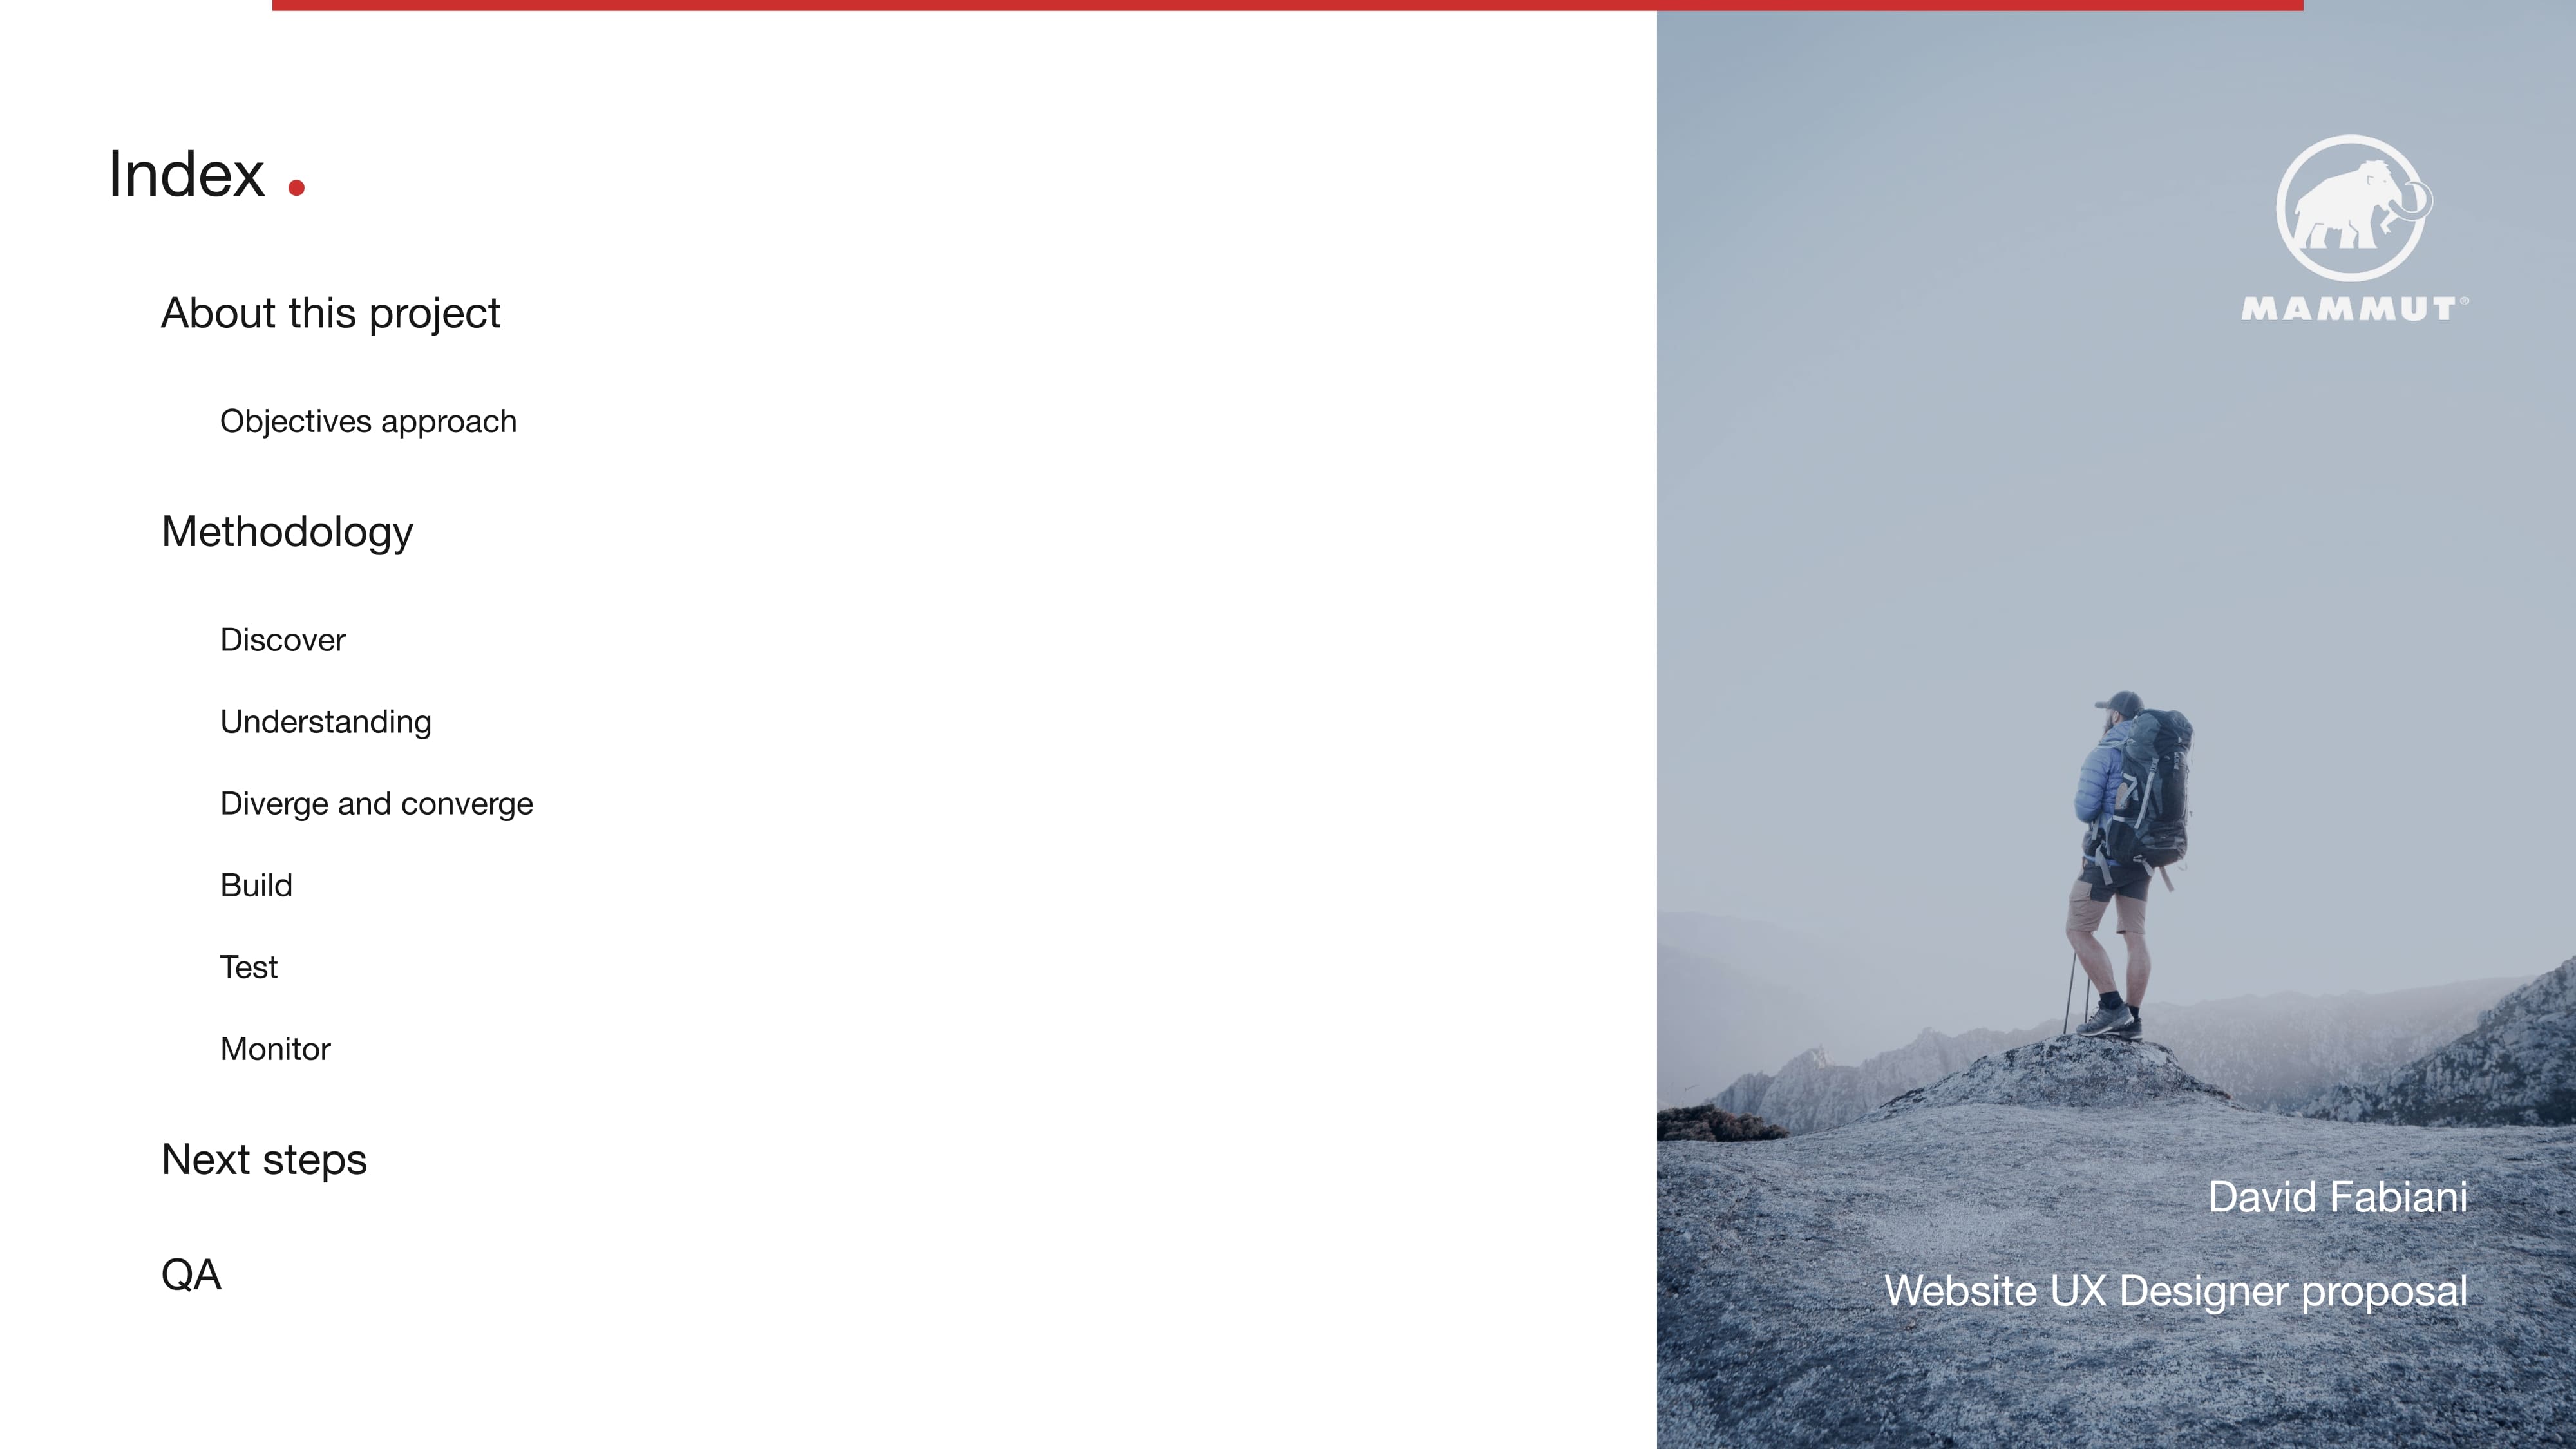 Index .
About this project
Objectives approach
Methodology
Discover
Understanding
Diverge and converge
Build
Test
Monitor
Next steps
QA
MAMMUT®
David Fabiani
Website UX Designer proposal